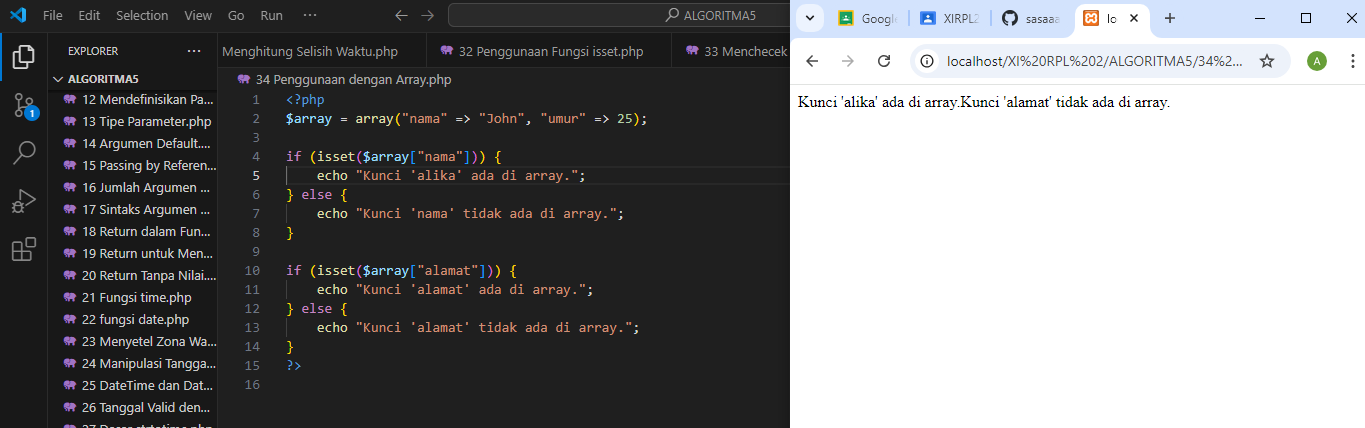 File Edit Selection View Go Run ··· ALGORITMA5
EXPLORER ···
ALGORITMA5
12 Mendefinisikan Pa...
13 Tipe Parameter.php
14 Argumen Default....
15 Passing by Referen...
16 Jumlah Argumen ...
17 Sintaks Argumen ...
18 Return dalam Fun...
19 Return untuk Men...
20 Return Tanpa Nilai....
21 Fungsi time.php
22 fungsi date.php
23 Menyetel Zona Wa...
24 Manipulasi Tangga...
25 DateTime dan Dat...
26 Tanggal Valid den...
1
Menghitung Selisih Waktu.php 32 Penggunaan Fungsi isset.php 33 Menchecek
34 Penggunaan dengan Array.php
1 <?php
2 $array = array("nama" => "John", "umur" => 25);
3
4 if (isset($array["nama"])) {
5 echo "Kunci 'alika' ada di array.";
6 } else {
7 echo "Kunci 'nama' tidak ada di array.";
8 }
9
10 if (isset($array["alamat"])) {
11 echo "Kunci 'alamat' ada di array.";
12 } else {
13 echo "Kunci 'alamat' tidak ada di array.";
14 }
15 ?>
16
Google XIRPL2 sasaaa lo
localhost/XI%20RPL%202/ALGORITMA5/34%2... A
Kunci 'alika' ada di array.Kunci 'alamat' tidak ada di array.